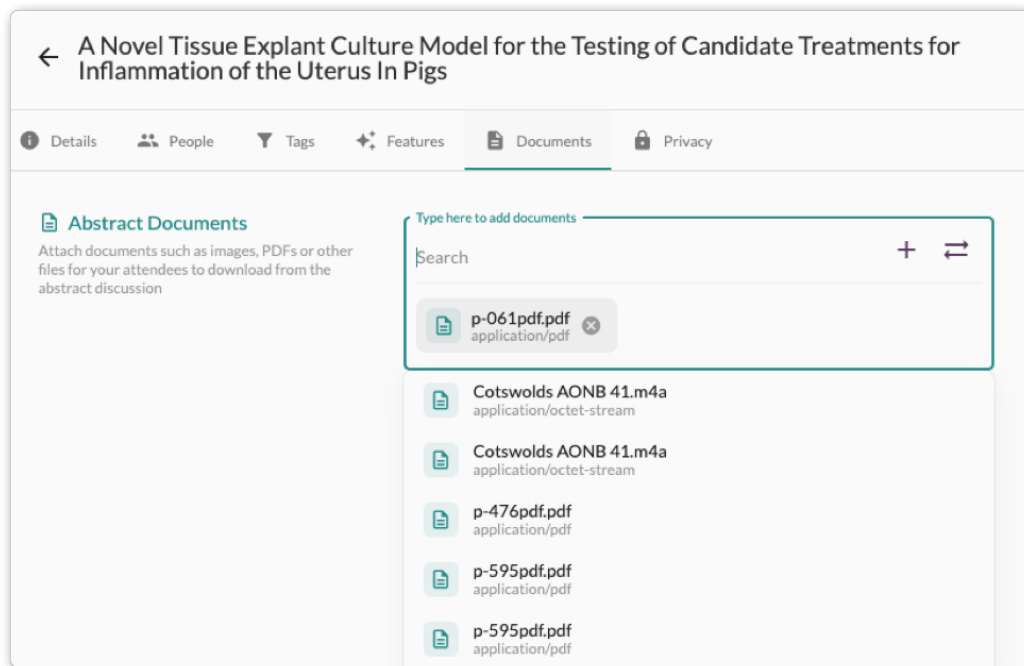 A Novel Tissue Explant Culture Model for the Testing of Candidate Treatments for
Inflammation of the Uterus In Pigs
Details People Tags Features Documents Privacy
Abstract Documents
Attach documents such as images, PDFs or other
files for your attendees to download from the
abstract discussion
Type here to add documents
Search
p-061pdf.pdf
application/pdf
Cotswolds AONB 41.m4a
application/octet-stream
Cotswolds AONB 41.m4a
application/octet-stream
p-476pdf.pdf
application/pdf
p-595pdf.pdf
application/pdf
p-595pdf.pdf
application/pdf